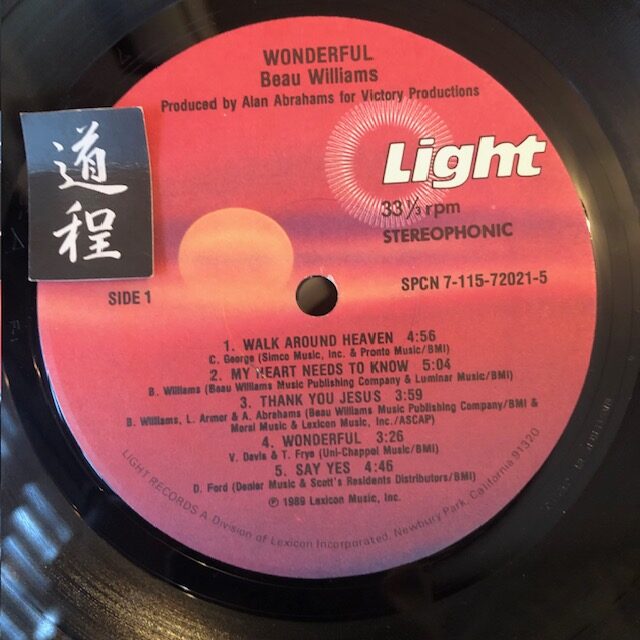 WONDERFUL
Beau Williams
Produced by Alan Abrahams for Victory Productions
道程
Light
33⅓ rpm
STEREOPHONIC
SIDE 1
SPCN 7-115-72021-5
1. WALK AROUND HEAVEN 4:56
C. George (Simco Music, Inc. & Pronto Music/BMI)
2. MY HEART NEEDS TO KNOW 5:04
B. Williams (Beau Williams Music Publishing Company & Luminar Music/BMI)
3. THANK YOU JESUS 3:59
B. Williams, L. Armor & A. Abrahams (Beau Williams Music Publishing Company/BMI &
Moral Music & Lexicon Music, Inc./ASCAP)
4. WONDERFUL 3:26
V. Davis & T. Frye (Uni-Chappel Music/BMI)
5. SAY YES 4:46
D. Ford (Denier Music & Scott's Residents Distributors/BMI)
℗ 1989 Lexicon Music, Inc.
LIGHT RECORDS A Division of Lexicon Incorporated, Newbury Park, California 91320